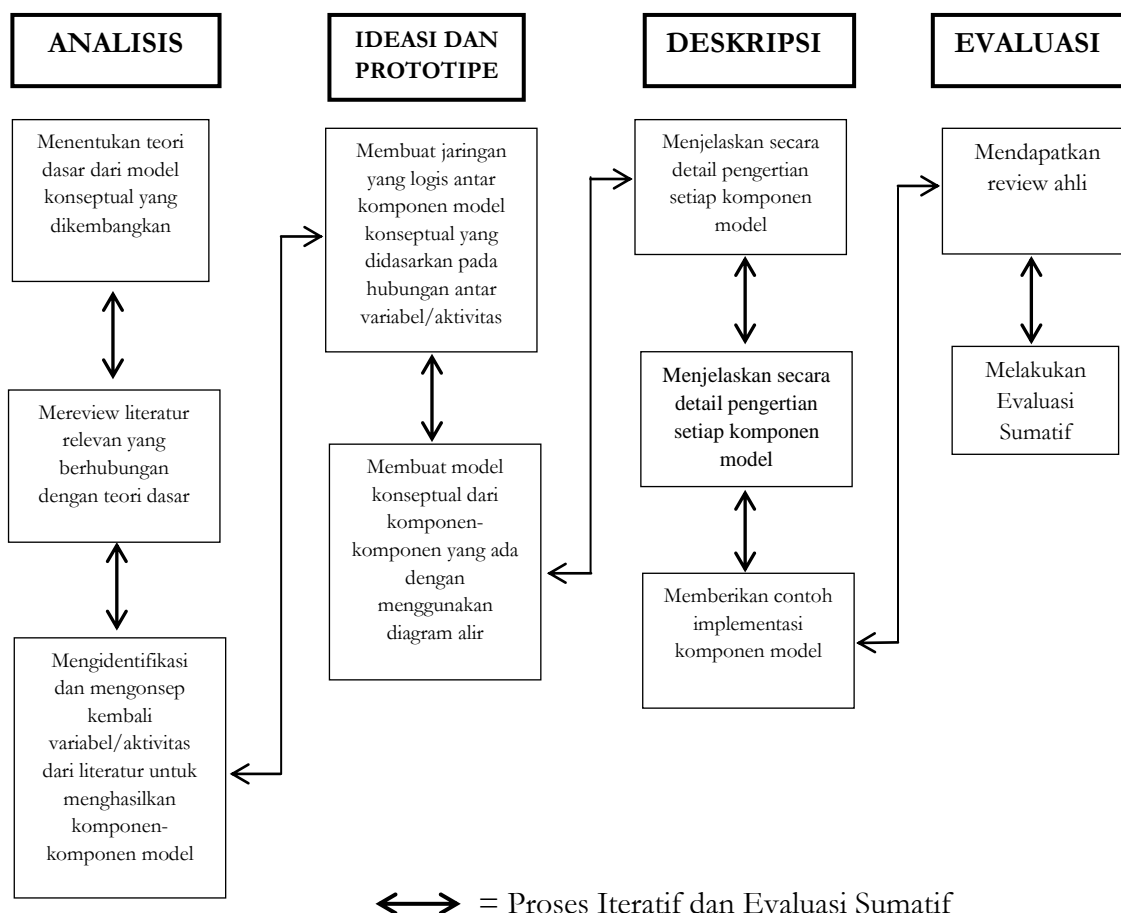 ANALISIS
IDEASI DAN
PROTOTIPE
DESKRIPSI
EVALUASI
Menentukan teori
dasar dari model
konseptual yang
dikembangkan
Mereview literatur
relevan yang
berhubungan
dengan teori dasar
Mengidentifikasi
dan mengonsep
kembali
variabel/aktivitas
dari literatur untuk
menghasilkan
komponen-
komponen model
Membuat jaringan
yang logis antar
komponen model
konseptual yang
didasarkan pada
hubungan antar
variabel/aktivitas
Membuat model
konseptual dari
komponen-
komponen yang ada
dengan
menggunakan
diagram alir
Menjelaskan secara
detail pengertian
setiap komponen
model
Menjelaskan secara
detail pengertian
setiap komponen
model
Memberikan contoh
implementasi
komponen model
Mendapatkan
review ahli
Melakukan
Evaluasi
Sumatif
= Proses Iteratif dan Evaluasi Sumatif